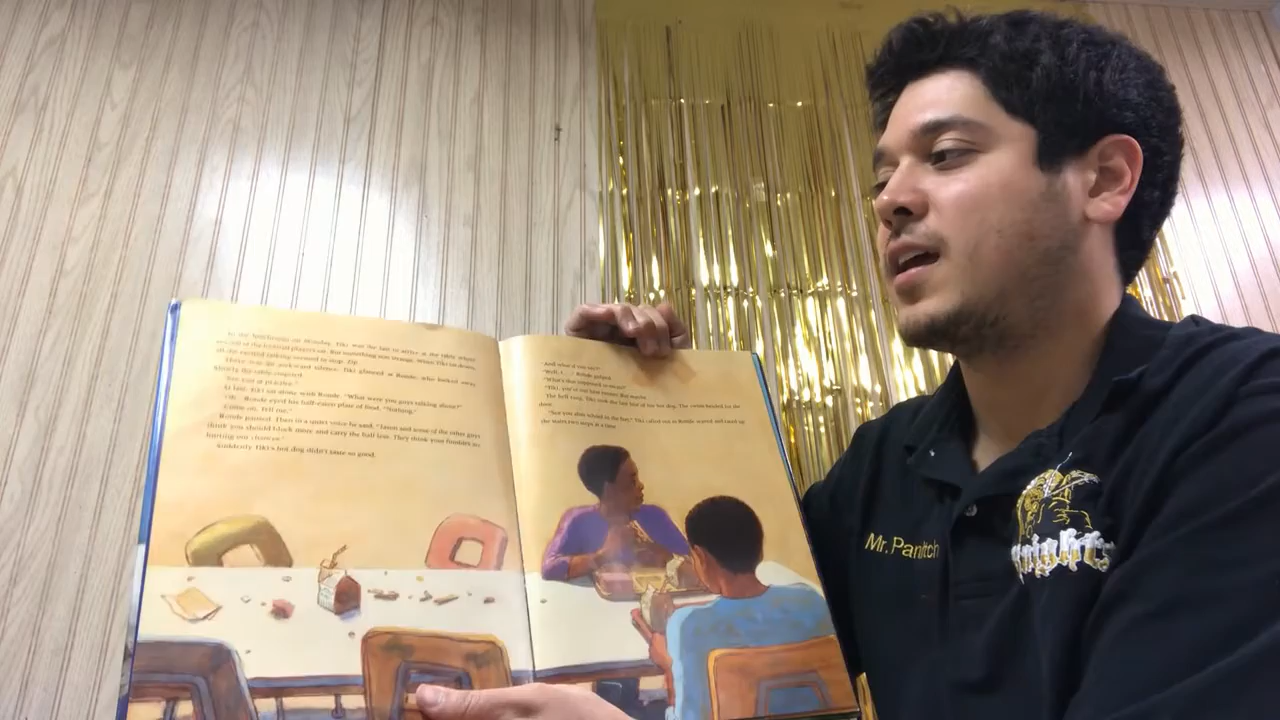 In the lunchroom on Monday, Tiki was the last to arrive at the table where
all of the football players sat. But something was strange. When Tiki sat down,
all the excited talking seemed to stop. Zip.
There was an awkward silence. Tiki glanced at Ronde, who looked away.
Shortly the table emptied.
"See you at practice."
At last, Tiki sat alone with Ronde. "What were you guys talking about?"
Ronde eyed his half-eaten plate of food. "Nothing."
"Come on. Tell me."
Ronde paused. Then in a quiet voice he said, "Jason and some of the other guys
think you should block more and carry the ball less. They think your fumbles are
hurting our chances."
Suddenly Tiki's hot dog didn't taste so good.
"And what d'you say?"
"Well, I . . ." Ronde gulped.
"What's that supposed to mean?"
"Tiki, you're our best runner. But maybe
The bell rang. Tiki took the last bite of his hot dog. The twins headed for the
door.
"See you after school on the bus," Tiki called out as Ronde turned and raced up
the stairs two steps at a time.
Mr. Panitch
Knights